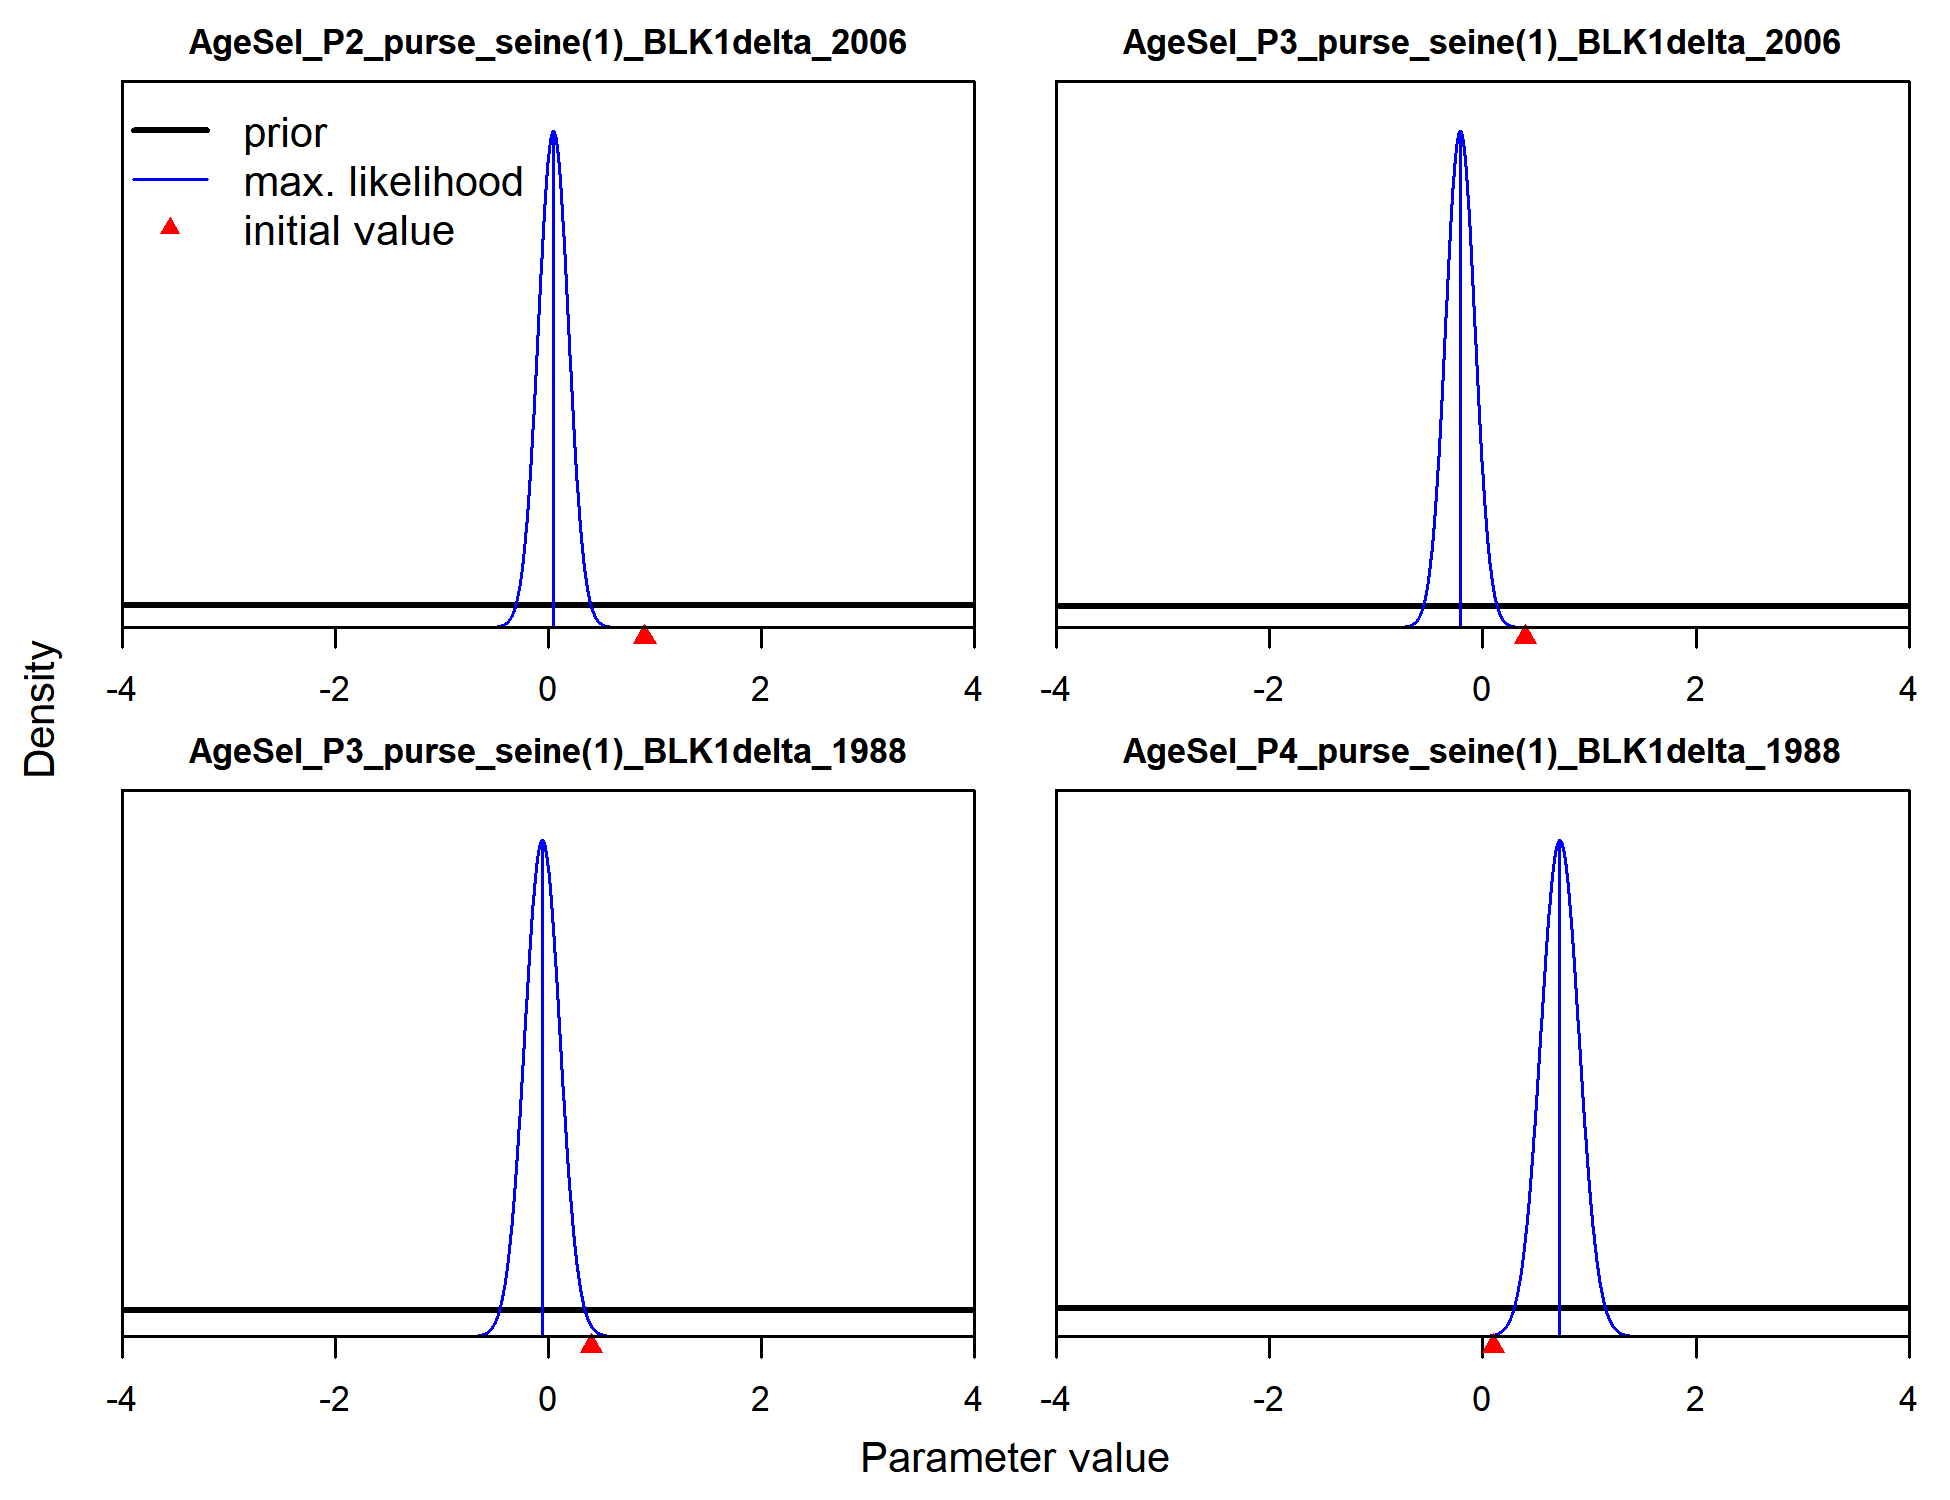 AgeSel_P2_purse_seine(1)_BLK1delta_2006
AgeSel_P3_purse_seine(1)_BLK1delta_2006
prior
max. likelihood
initial value
-4 -2 0 2 4
-4 -2 0 2 4
Density
AgeSel_P3_purse_seine(1)_BLK1delta_1988
AgeSel_P4_purse_seine(1)_BLK1delta_1988
-4 -2 0 2 4
-4 -2 0 2 4
Parameter value